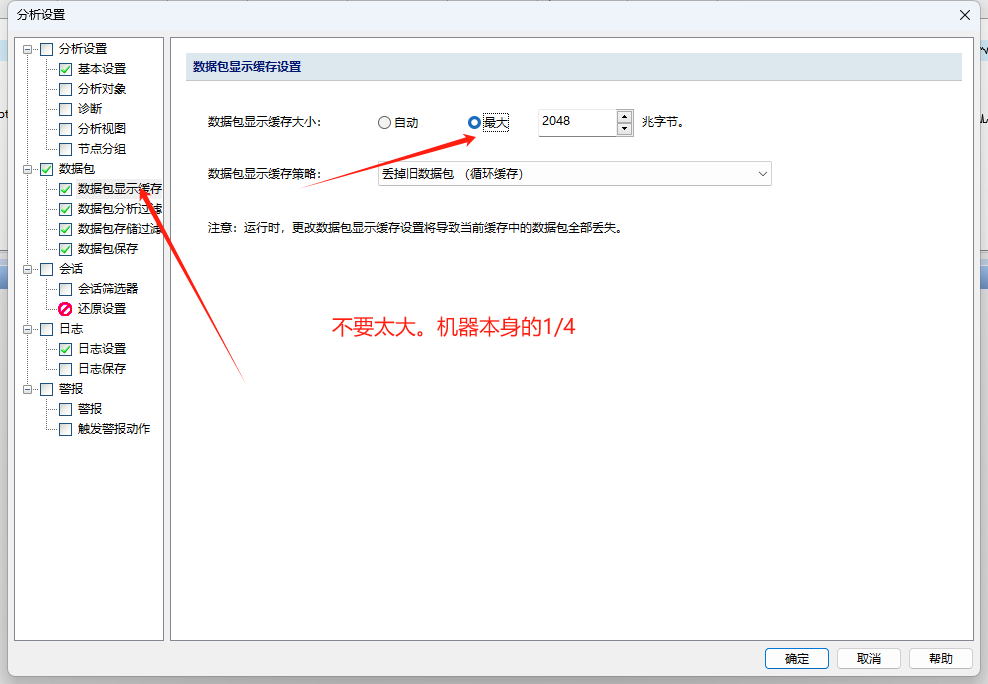 分析设置
分析设置
基本设置
分析对象
诊断
分析视图
节点分组
数据包
数据包显示缓存
数据包分析过滤
数据包存储过滤
数据包保存
会话
会话筛选器
还原设置
日志
日志设置
日志保存
警报
警报
触发警报动作
数据包显示缓存设置
数据包显示缓存大小： 自动 最大 2048 兆字节。
数据包显示缓存策略： 丢掉旧数据包 （循环缓存）
注意：运行时，更改数据包显示缓存设置将导致当前缓存中的数据包全部丢失。
不要太大。机器本身的1/4
确定 取消 帮助